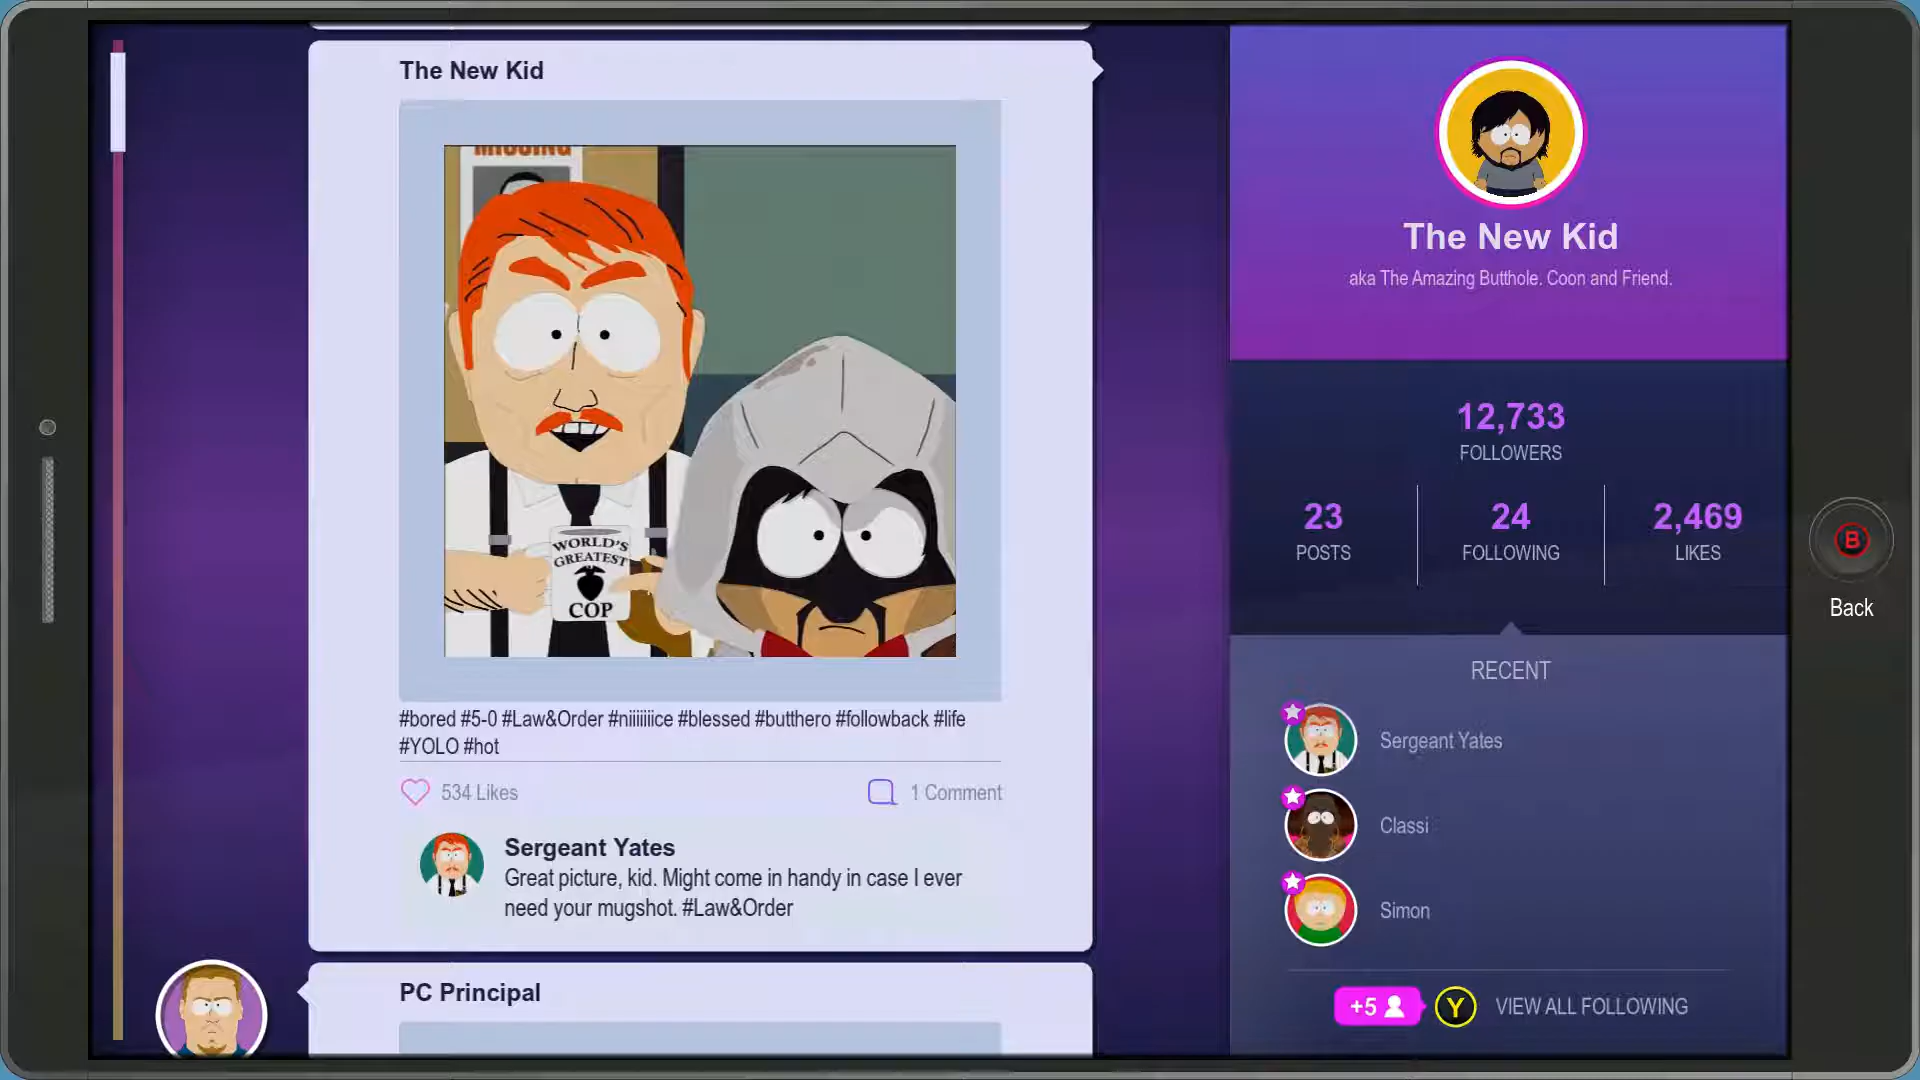 The New Kid
MISSING
WORLD'S
GREATEST
COP
#bored #5-0 #Law&Order #niiiiiiice #blessed #butthero #followback #life
#YOLO #hot
534 Likes
1 Comment
Sergeant Yates
Great picture, kid. Might come in handy in case I ever
need your mugshot. #Law&Order
PC Principal
The New Kid
aka The Amazing Butthole. Coon and Friend.
12,733
FOLLOWERS
23
POSTS
24
FOLLOWING
2,469
LIKES
RECENT
Sergeant Yates
Classi
Simon
+5
Y
VIEW ALL FOLLOWING
B
Back